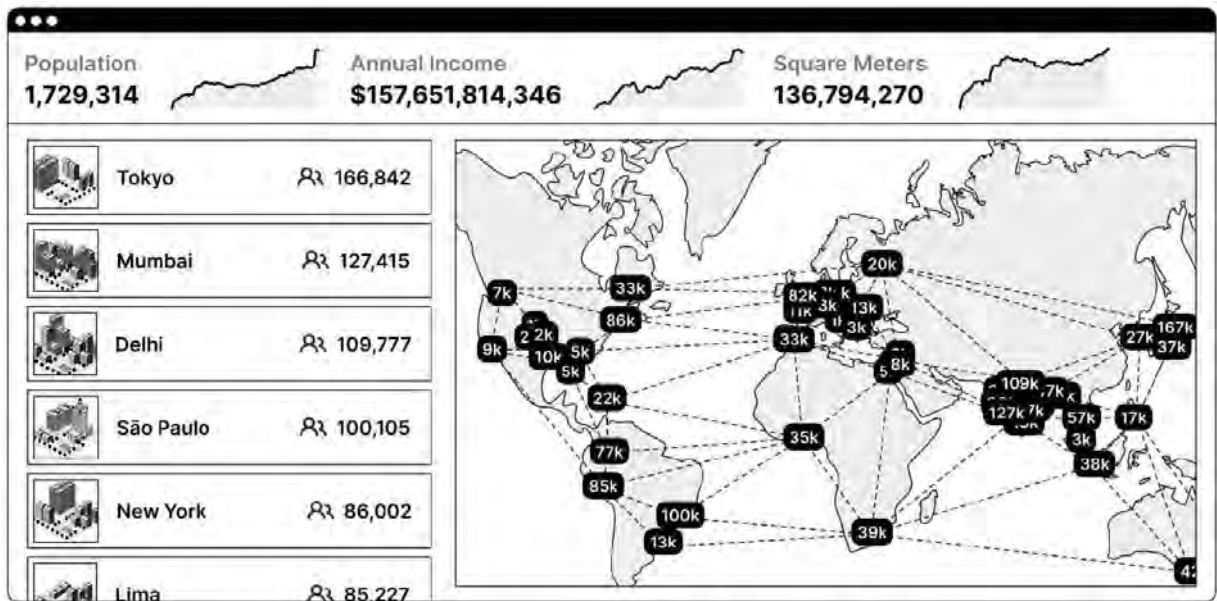 Population
1,729,314
Annual Income
$157,651,814,346
Square Meters
136,794,270
Tokyo 166,842
Mumbai 127,415
Delhi 109,777
São Paulo 100,105
New York 86,002
Lima 85,227
20k
7k
33k
82k
13k
86k
3k
3k
167k
27k
37k
9k
2k
10k
5k
5k
33k
8k
109k
22k
127k
57k
17k
35k
3k
77k
38k
85k
100k
39k
13k